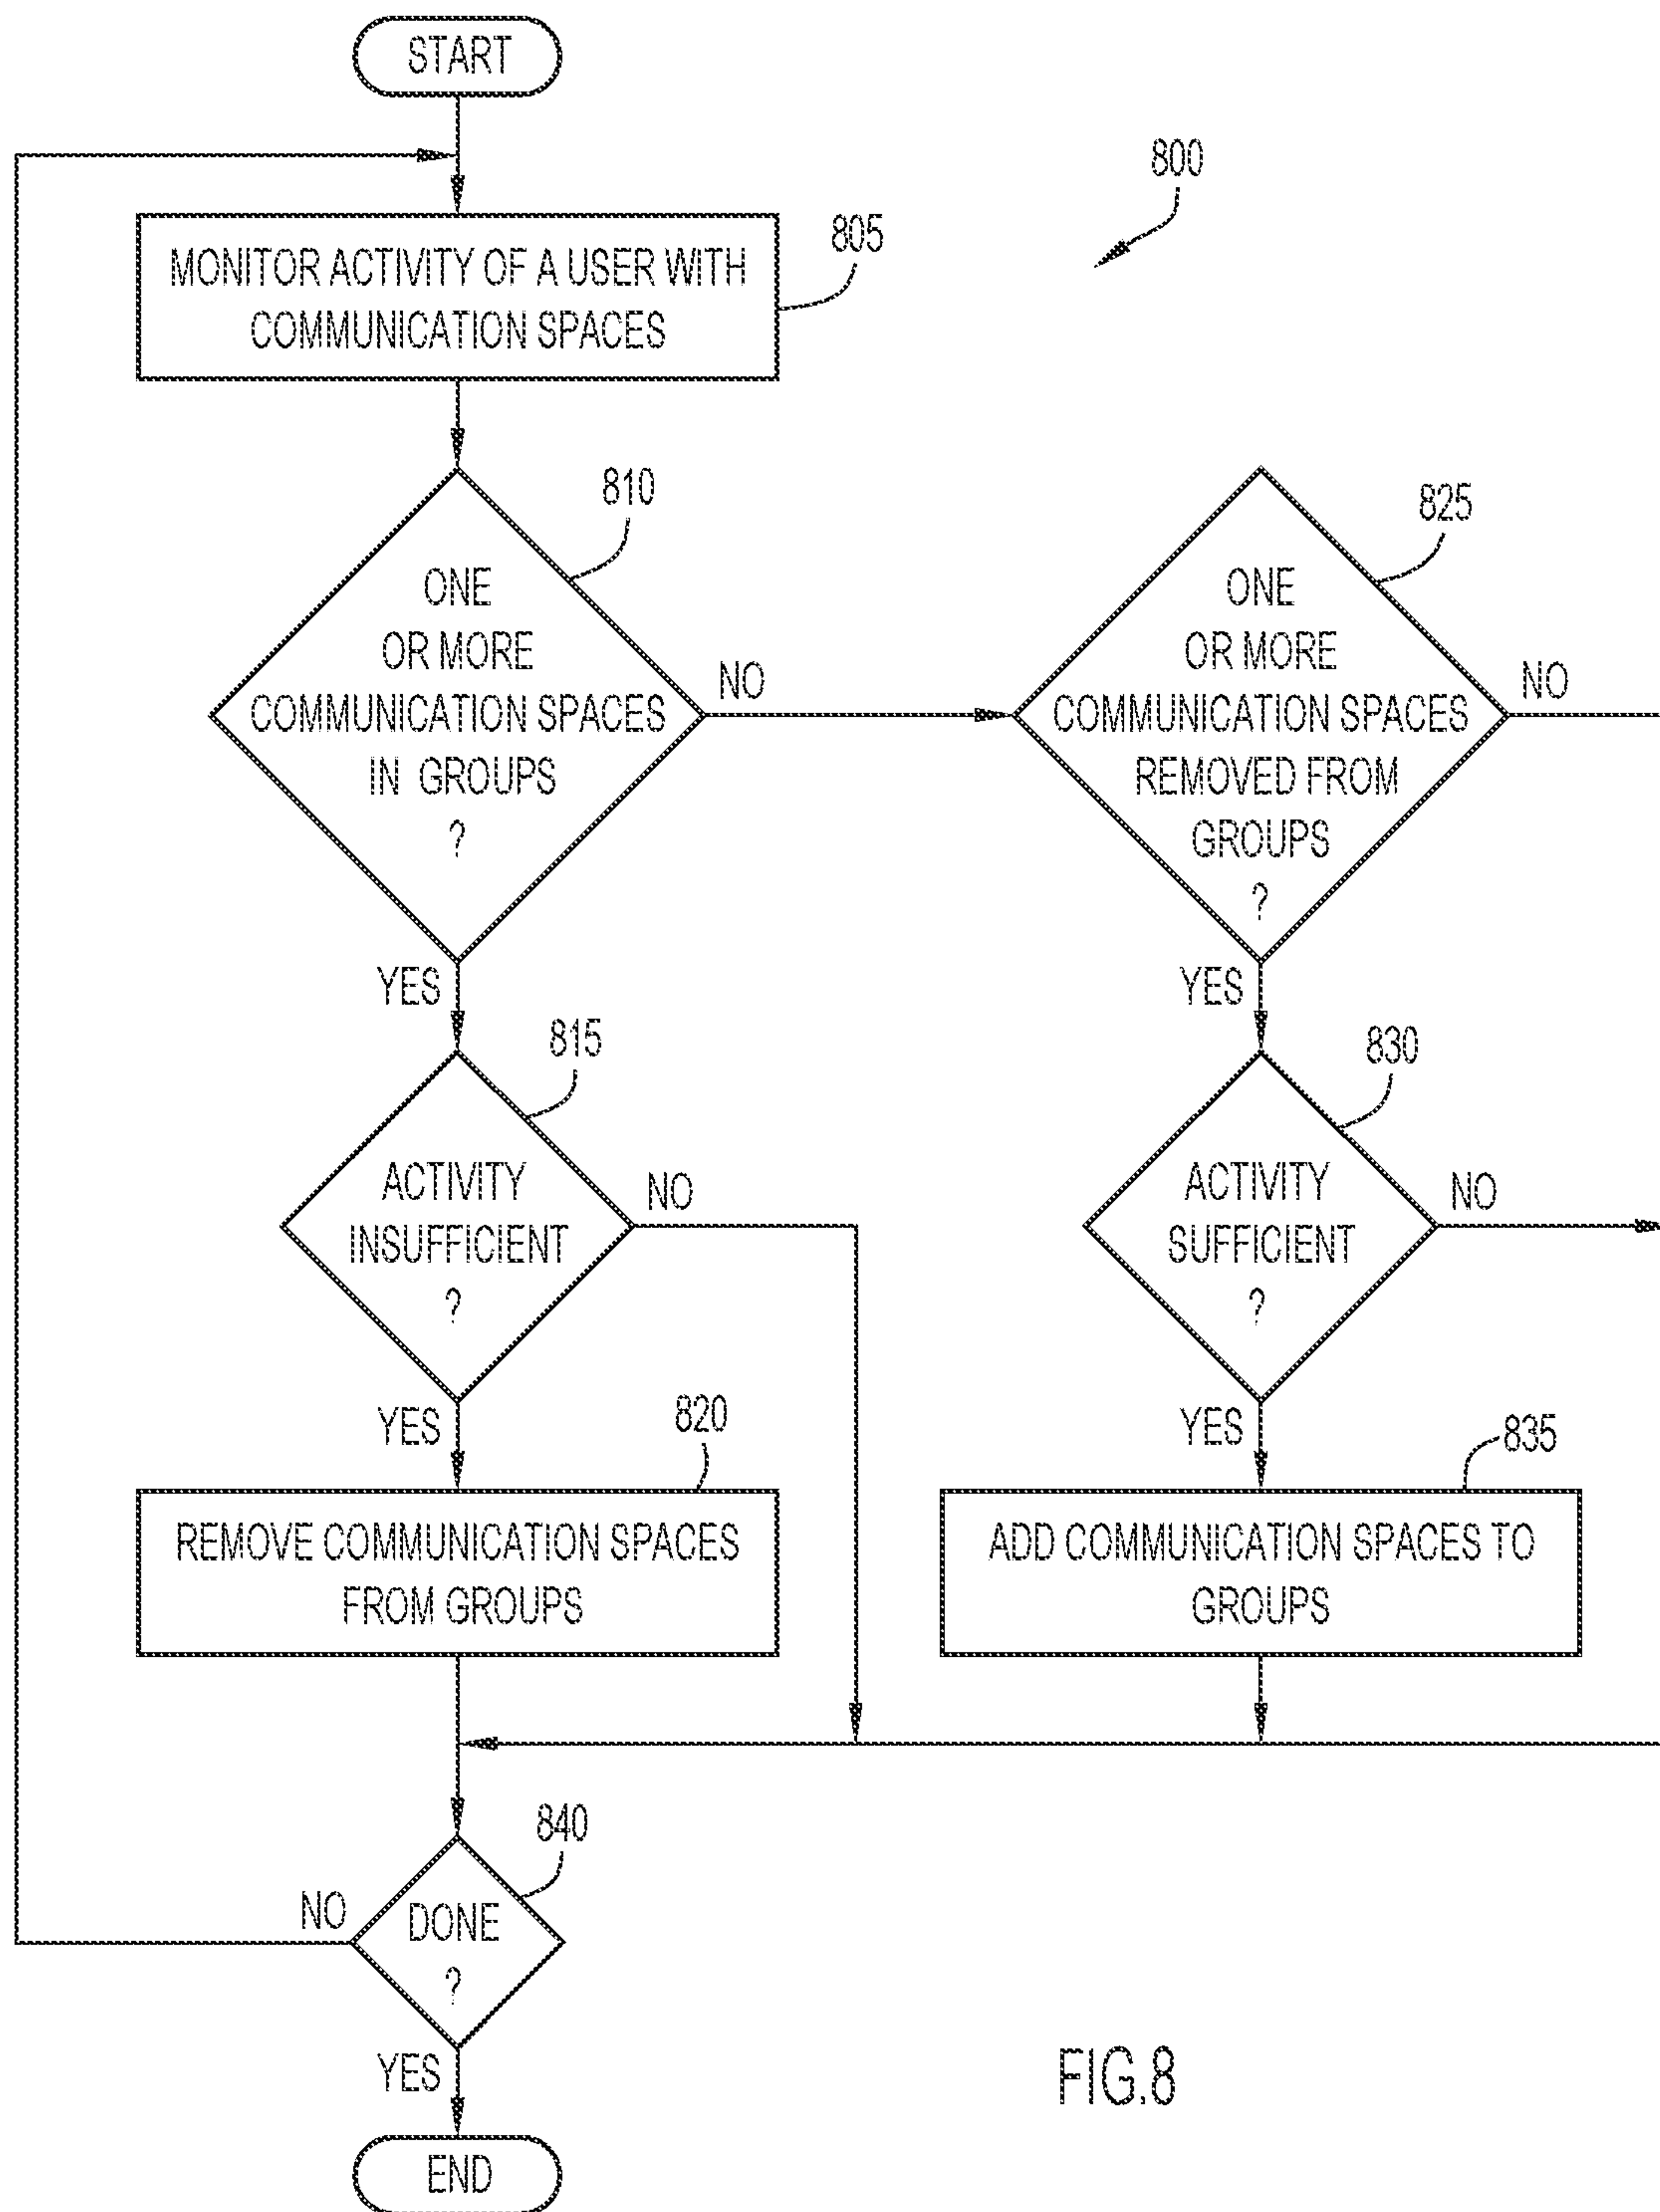 START
800
MONITOR ACTIVITY OF A USER WITH
COMMUNICATION SPACES
805
810
ONE
OR MORE
COMMUNICATION SPACES
IN GROUPS
?
NO
YES
825
ONE
OR MORE
COMMUNICATION SPACES
REMOVED FROM
GROUPS
?
NO
YES
815
ACTIVITY
INSUFFICIENT
?
NO
YES
830
ACTIVITY
SUFFICIENT
?
NO
YES
820
REMOVE COMMUNICATION SPACES
FROM GROUPS
835
ADD COMMUNICATION SPACES TO
GROUPS
840
DONE
?
NO
YES
END
FIG.8